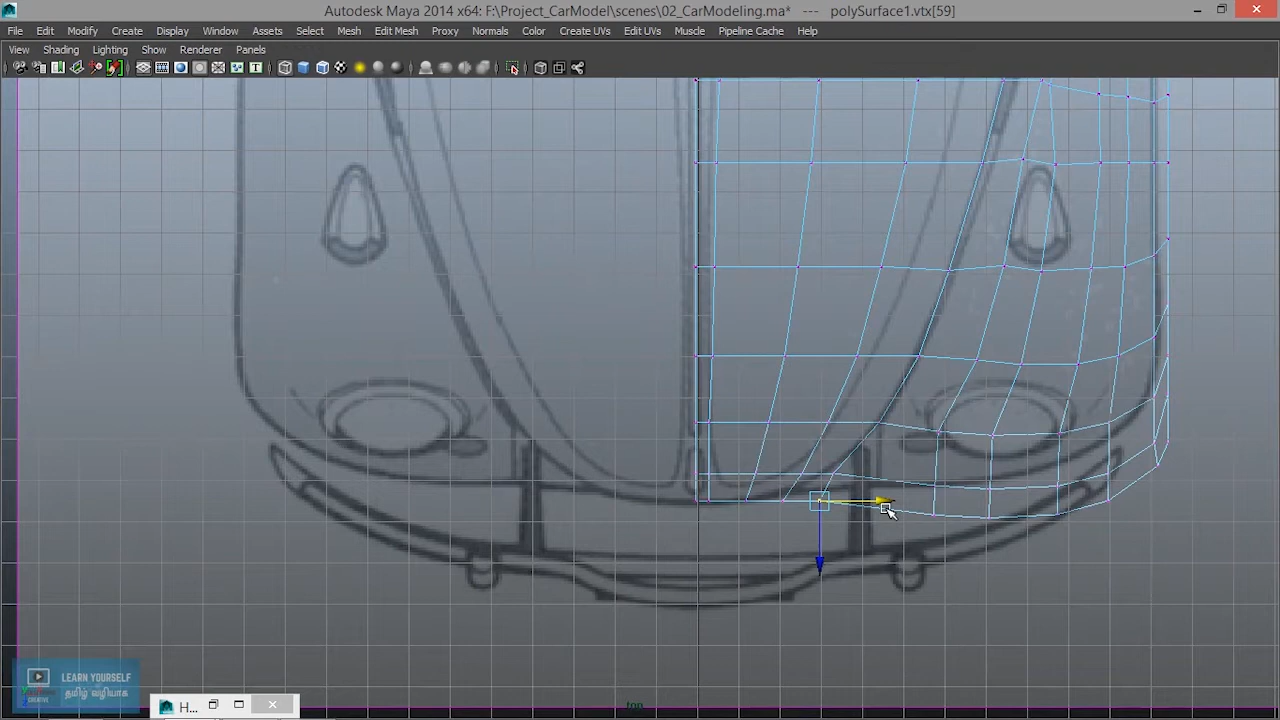 Autodesk Maya 2014 x64: F:\Project_CarModel\scenes\02_CarModeling.ma* --- polySurface1.vtx[59]
File Edit Modify Create Display Window Assets Select Mesh Edit Mesh Proxy Normals Color Create UVs Edit UVs Muscle Pipeline Cache Help
View Shading Lighting Show Renderer Panels
LEARN YOURSELF
தமிழ் வழியாக
CREATIVE
H...
top